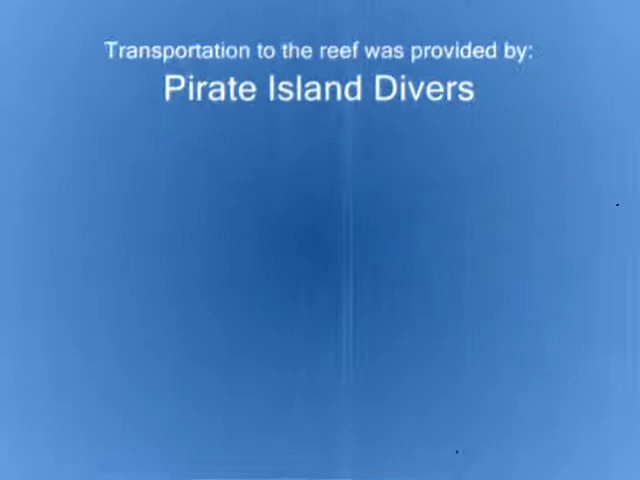 Transportation to the reef was provided by:
Pirate Island Divers